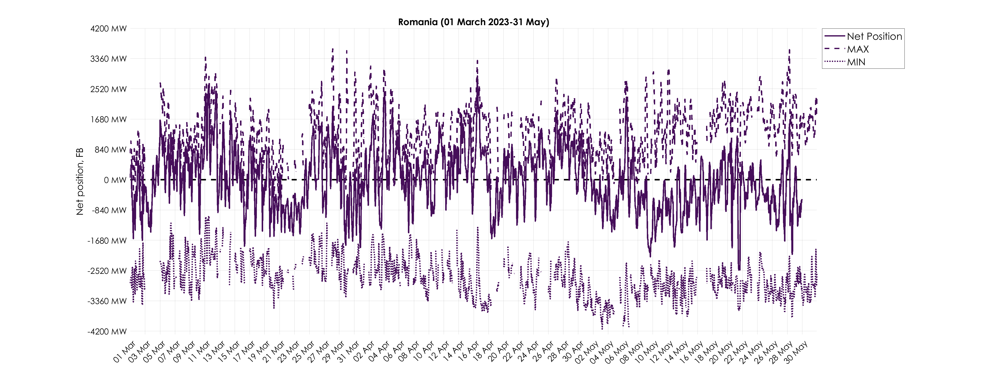 Romania (01 March 2023-31 May)
4200 MW
3360 MW
2520 MW
1680 MW
840 MW
0 MW
-840 MW
-1680 MW
-2520 MW
-3360 MW
-4200 MW
Net position, FB
Net Position
MAX
MIN
01 Mar
03 Mar
05 Mar
07 Mar
09 Mar
11 Mar
13 Mar
15 Mar
17 Mar
19 Mar
21 Mar
23 Mar
25 Mar
27 Mar
29 Mar
31 Mar
02 Apr
04 Apr
06 Apr
08 Apr
10 Apr
12 Apr
14 Apr
16 Apr
18 Apr
20 Apr
22 Apr
24 Apr
26 Apr
28 Apr
30 Apr
02 May
04 May
06 May
08 May
10 May
12 May
14 May
16 May
18 May
20 May
22 May
24 May
26 May
28 May
30 May